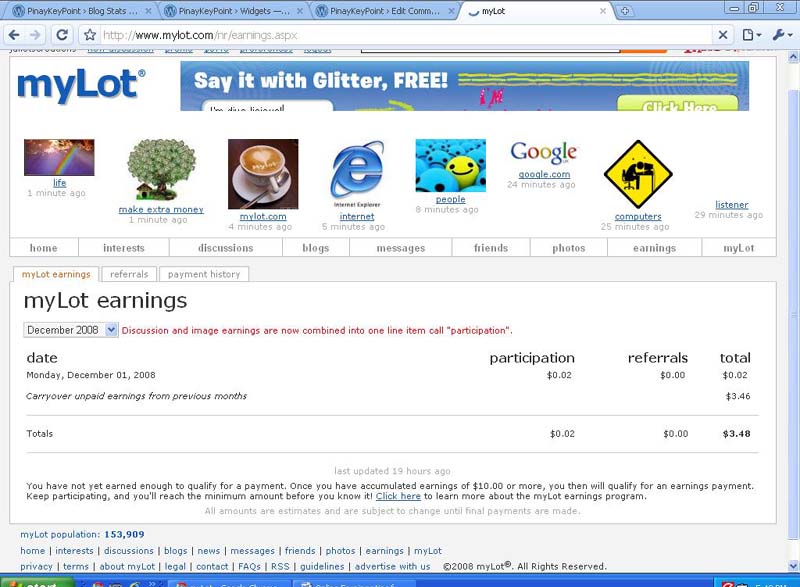 PinayKeyPoint › Blog Stats ...
PinayKeyPoint › Widgets — ...
PinayKeyPoint › Edit Comm...
myLot
http://www.mylot.com/nr/earnings.aspx
new discussion profile preferences logout
myLot®
Say it with Glitter, FREE!
i'M
Click Here
life
1 minute ago
make extra money
1 minute ago
myLot
mylot.com
4 minutes ago
Internet Explorer
internet
5 minutes ago
people
8 minutes ago
Google
google.com
24 minutes ago
computers
25 minutes ago
listener
29 minutes ago
home interests discussions blogs messages friends photos earnings myLot
myLot earnings referrals payment history
myLot earnings
December 2008 Discussion and image earnings are now combined into one line item call "participation".
date participation referrals total
Monday, December 01, 2008 $0.02 $0.00 $0.02
Carryover unpaid earnings from previous months $3.46
Totals $0.02 $0.00 $3.48
last updated 19 hours ago
You have not yet earned enough to qualify for a payment. Once you have accumulated earnings of $10.00 or more, you then will qualify for an earnings payment.
Keep participating, and you'll reach the minimum amount before you know it! Click here to learn more about the myLot earnings program.
All amounts are estimates and are subject to change until final payments are made.
myLot population: 153,909
home | interests | discussions | blogs | news | messages | friends | photos | earnings | myLot
privacy | terms | about myLot | legal | contact | FAQs | RSS | guidelines | advertise with us ©2008 myLot®. All Rights Reserved.